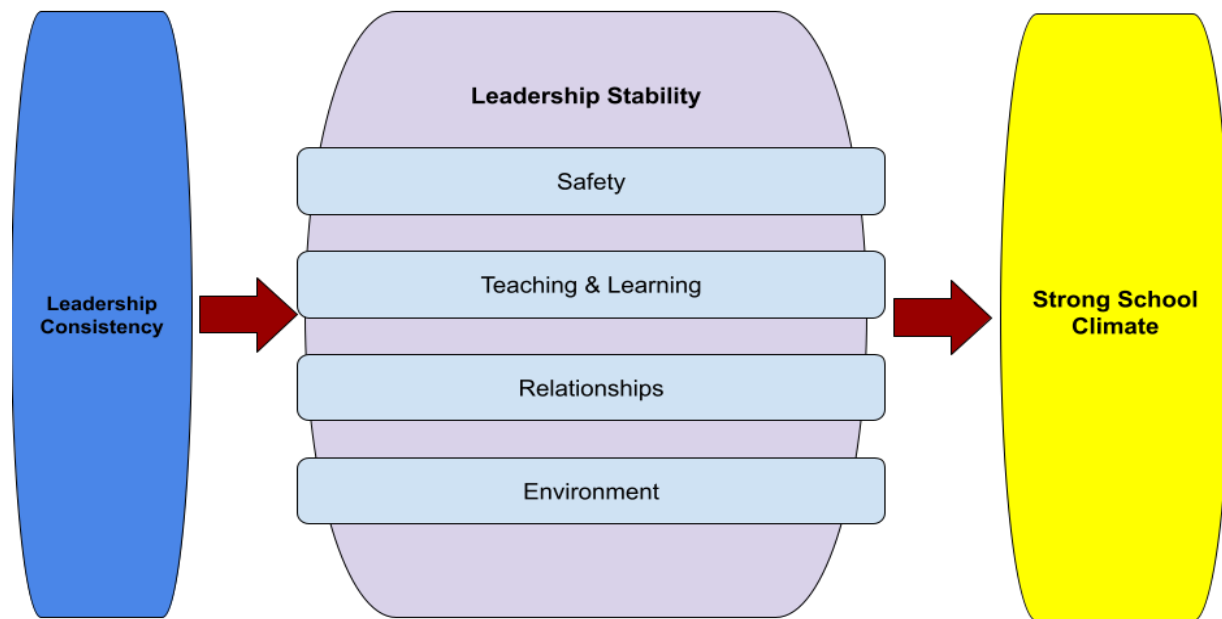 Leadership Stability
Safety
Teaching & Learning
Leadership
Consistency
Strong School
Climate
Relationships
Environment